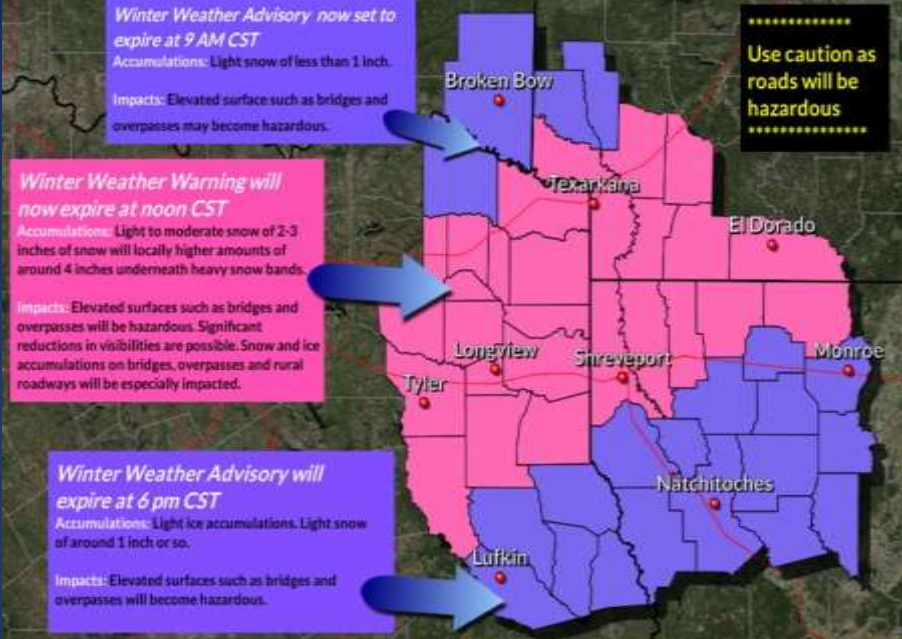 Winter Weather Advisory now set to
expire at 9 AM CST
Accumulations: Light snow of less than 1 inch.
Impacts: Elevated surface such as bridges and
overpasses may become hazardous.
*************
Use caution as
roads will be
hazardous
***************
Winter Weather Warning will
now expire at noon CST
Accumulations: Light to moderate snow of 2-3
inches of snow will locally higher amounts of
around 4 inches underneath heavy snow bands.
Impacts: Elevated surfaces such as bridges and
overpasses will be hazardous. Significant
reductions in visibilities are possible. Snow and ice
accumulations on bridges, overpasses and rural
roadways will be especially impacted.
Winter Weather Advisory will
expire at 6 pm CST
Accumulations: Light ice accumulations. Light snow
of around 1 inch or so.
Impacts: Elevated surfaces such as bridges and
overpasses will become hazardous.
Broken Bow
Texarkana
El Dorado
Longview
Shreveport
Monroe
Tyler
Natchitoches
Lufkin